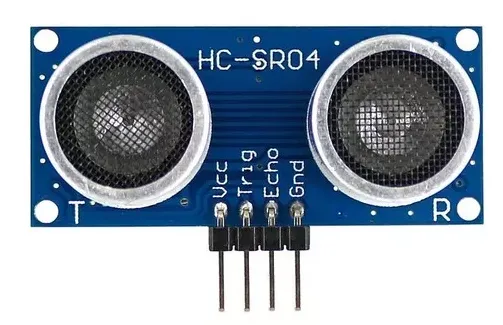 HC-SR04
Vcc
Trig
Echo
Gnd
T
R